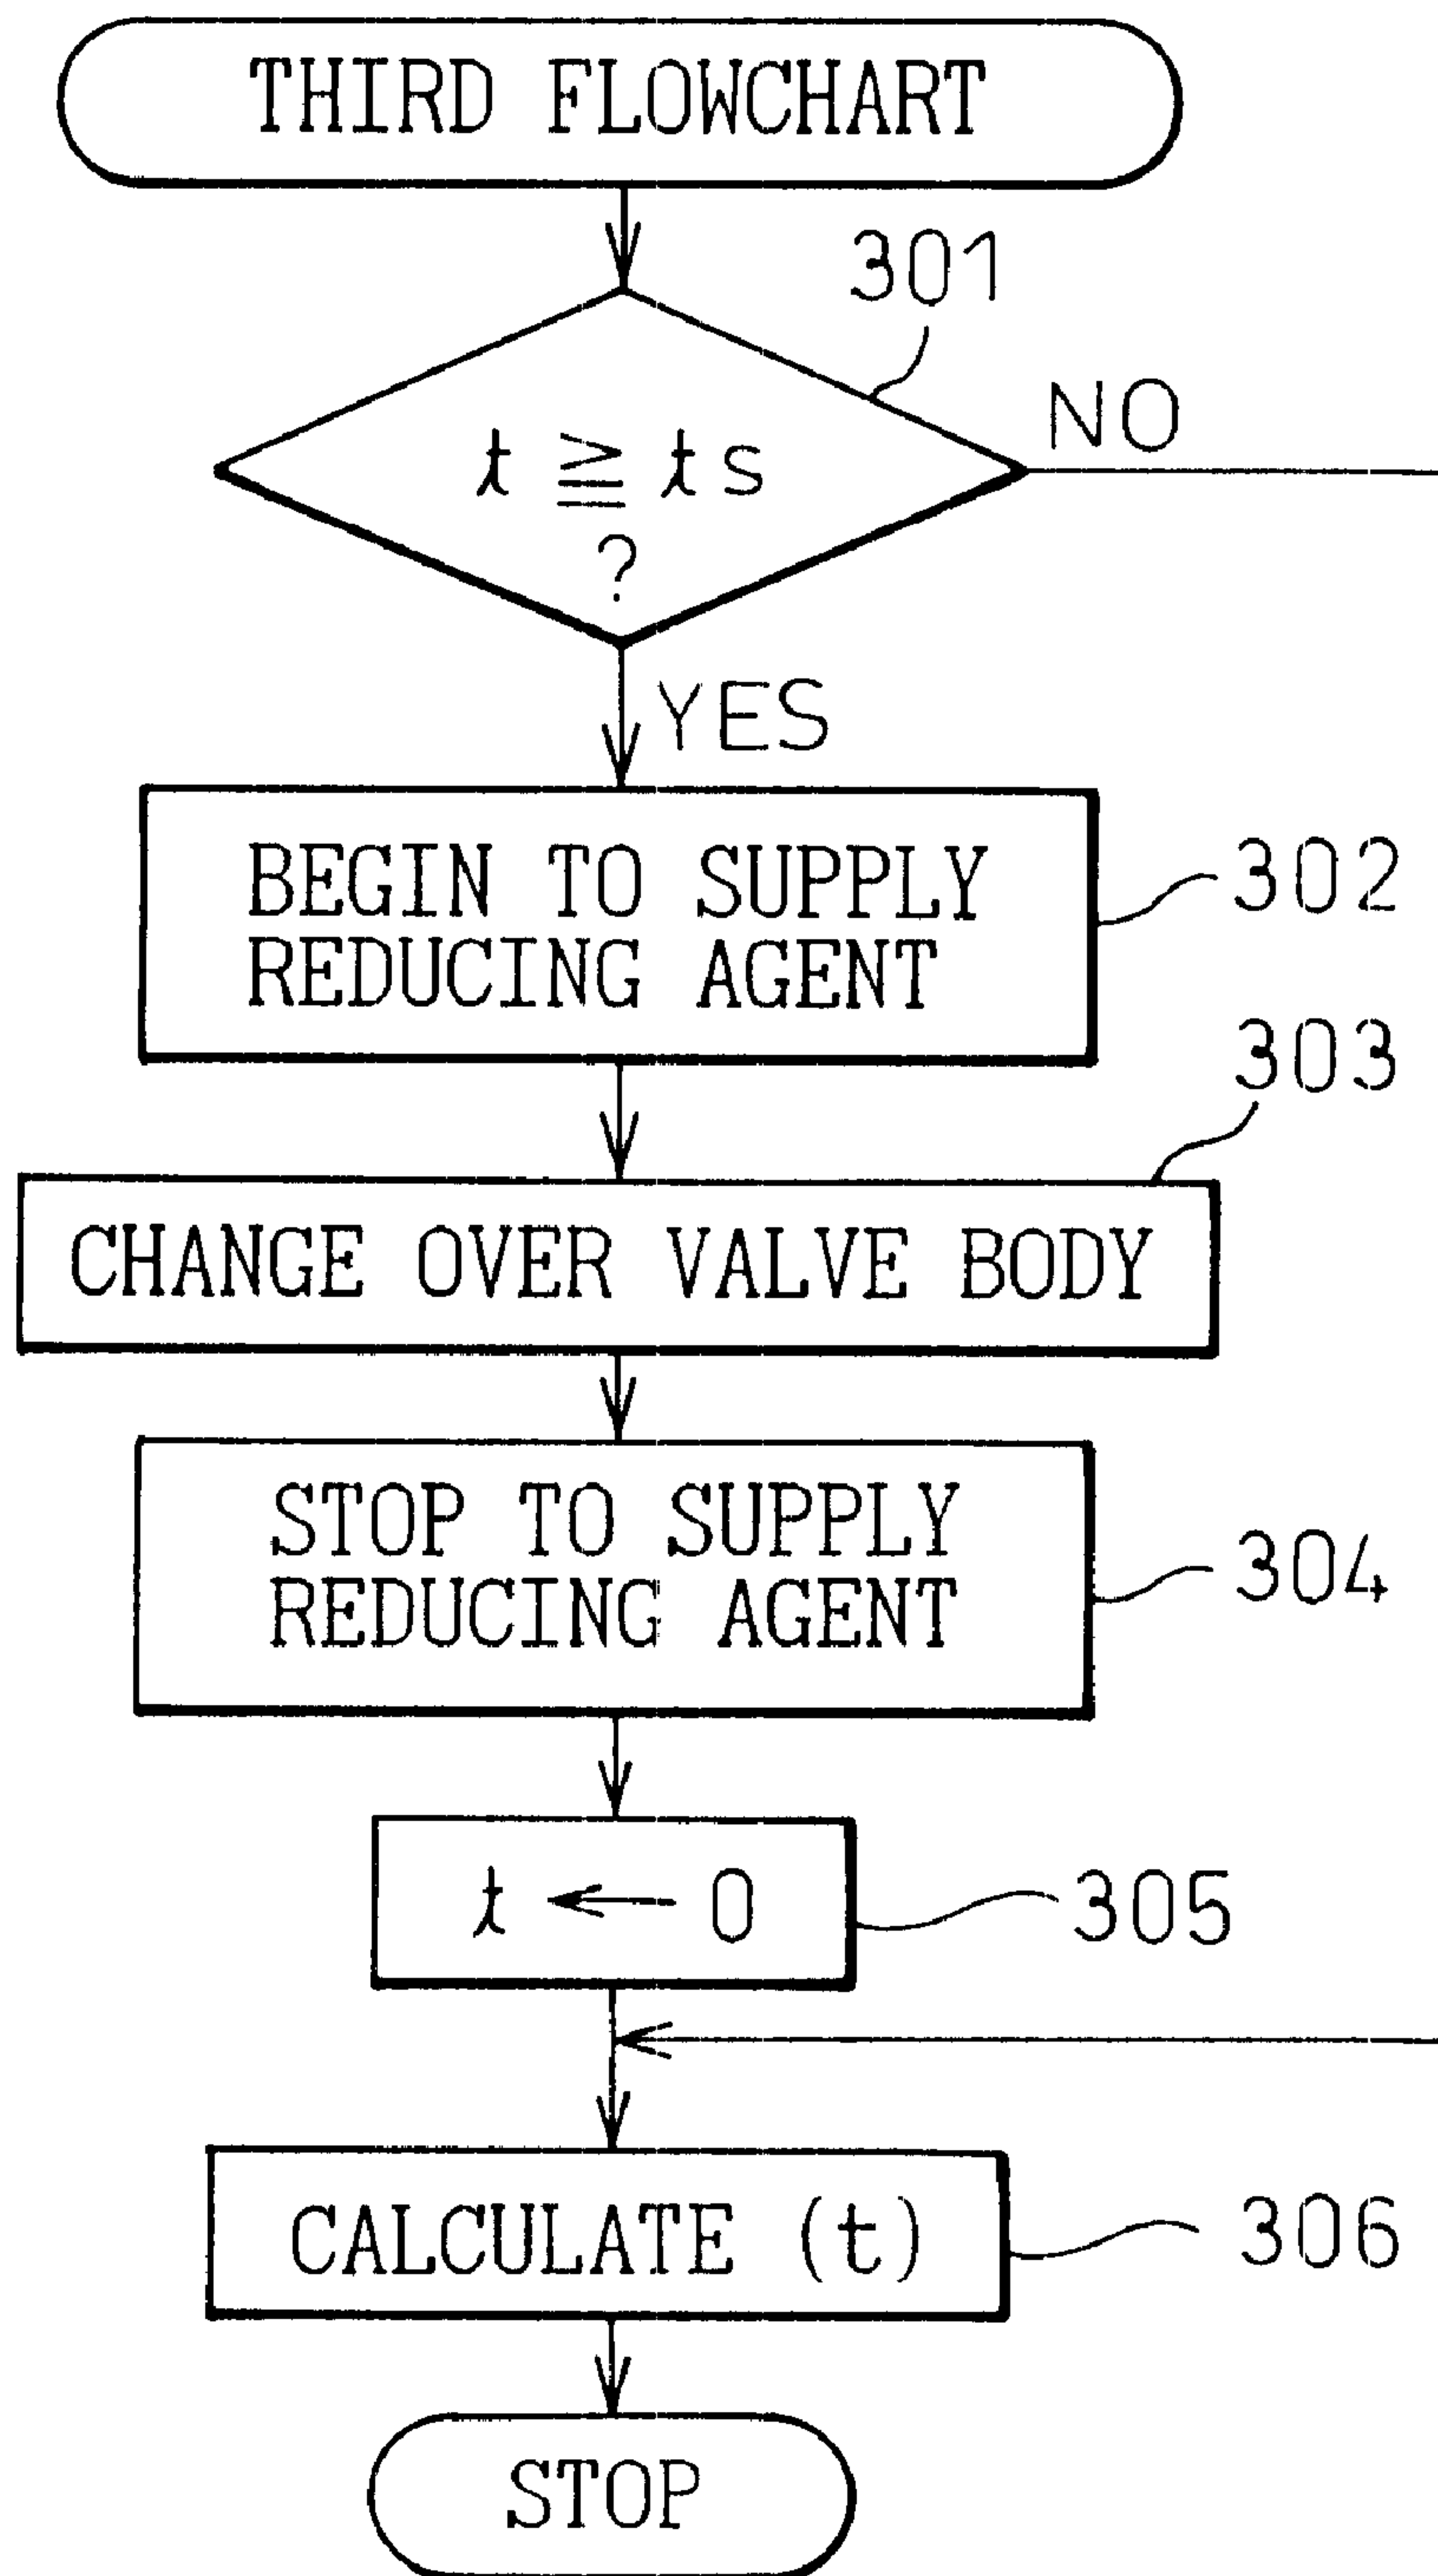 THIRD FLOWCHART
301
t ≧ ts
?
NO
YES
BEGIN TO SUPPLY
REDUCING AGENT
302
303
CHANGE OVER VALVE BODY
STOP TO SUPPLY
REDUCING AGENT
304
t ← 0
305
CALCULATE (t)
306
STOP